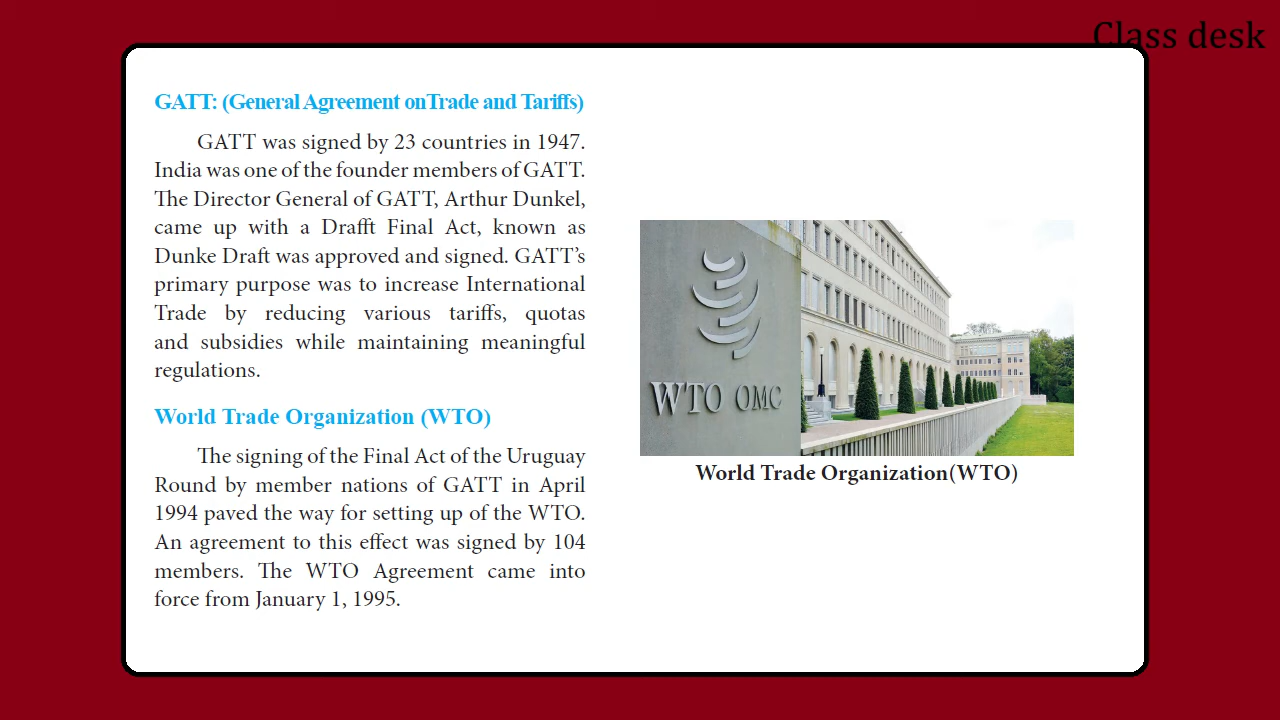 Class desk
GATT: (General Agreement onTrade and Tariffs)
GATT was signed by 23 countries in 1947.
India was one of the founder members of GATT.
The Director General of GATT, Arthur Dunkel,
came up with a Drafft Final Act, known as
Dunke Draft was approved and signed. GATT’s
primary purpose was to increase International
Trade by reducing various tariffs, quotas
and subsidies while maintaining meaningful
regulations.
World Trade Organization (WTO)
The signing of the Final Act of the Uruguay
Round by member nations of GATT in April
1994 paved the way for setting up of the WTO.
An agreement to this effect was signed by 104
members. The WTO Agreement came into
force from January 1, 1995.
WTO OMC
World Trade Organization(WTO)